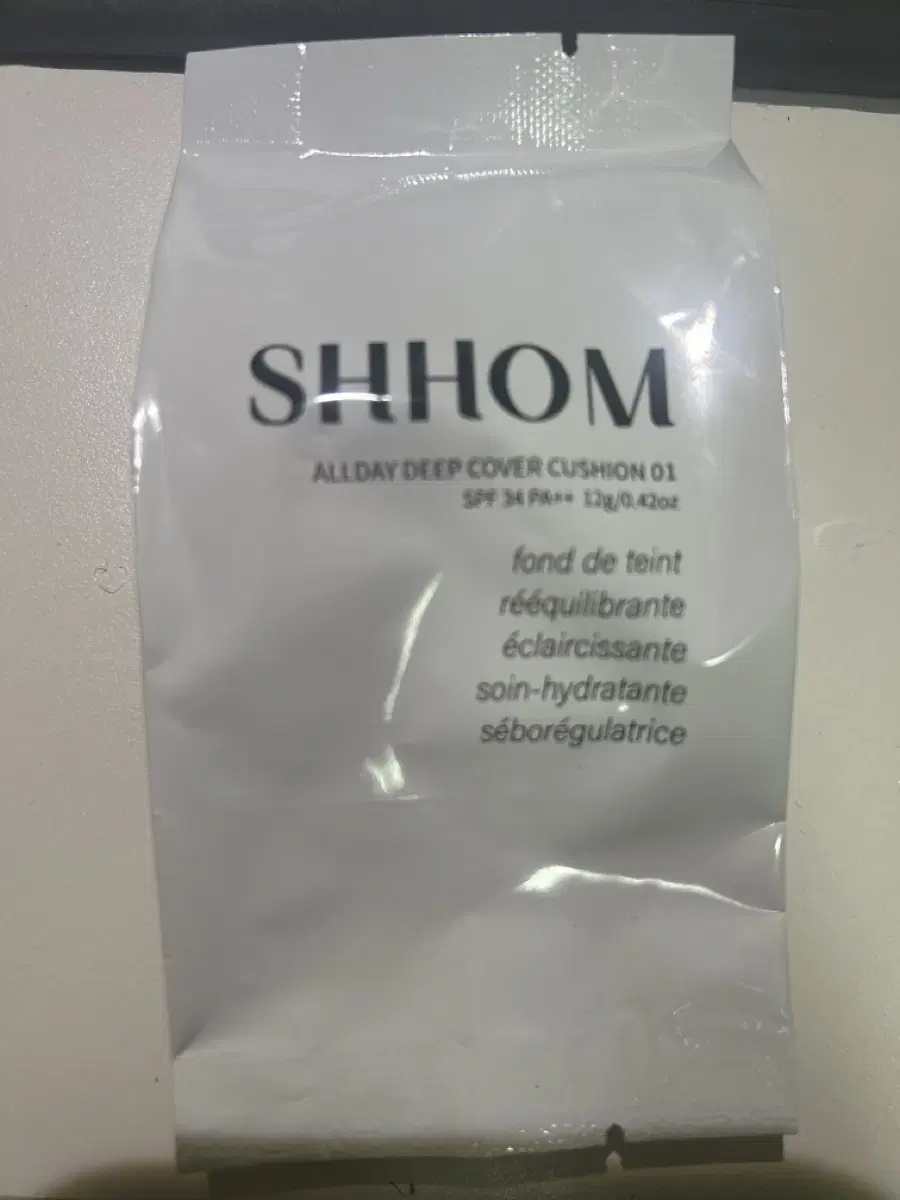 SHHOM
ALLDAY DEEP COVER CUSHION 01
SPF 34 PA++ 12g/0.42oz
fond de teint
rééquilibrante
éclaircissante
soin-hydratante
séborégulatrice